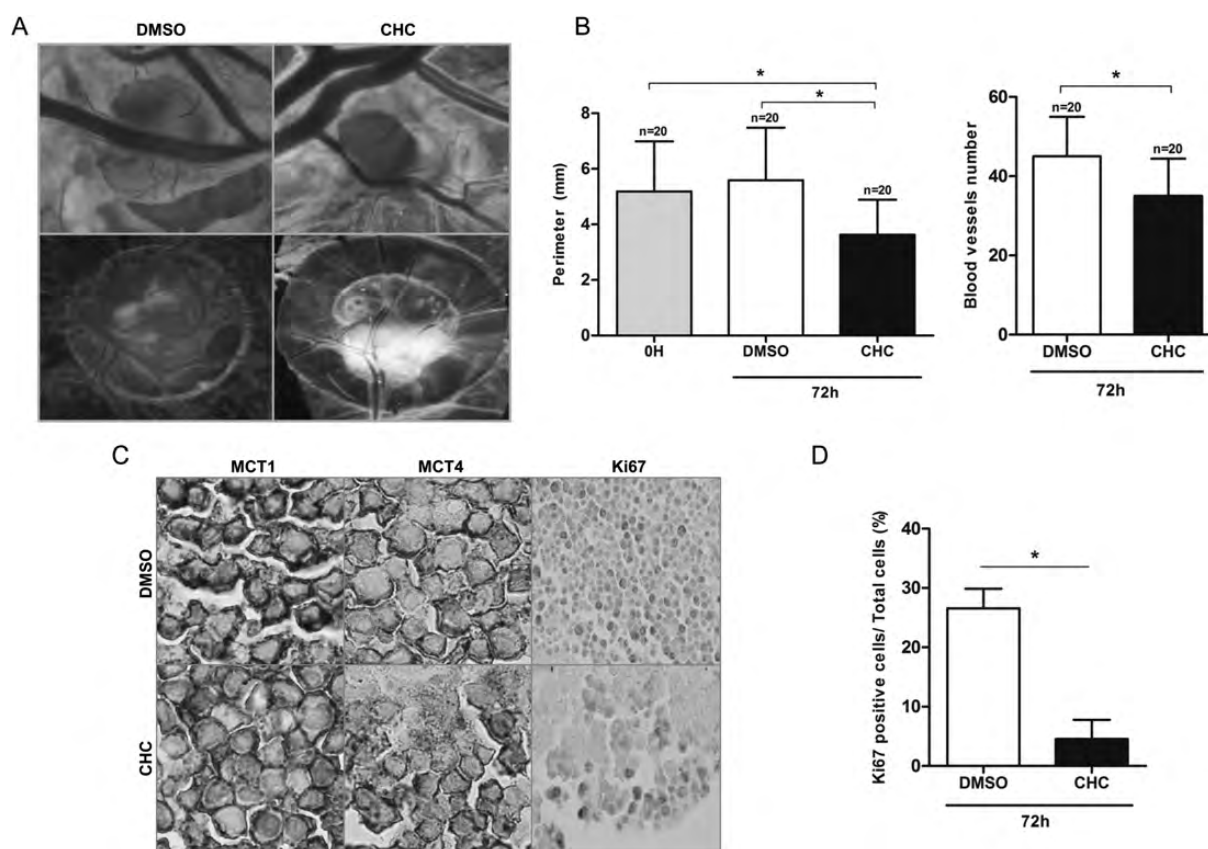 A
DMSO
CHC
B
Perimeter (mm)
8
6
4
2
0
n=20
n=20
n=20
*
*
0H
DMSO
CHC
72h
Blood vessels number
60
40
20
0
n=20
n=20
*
DMSO
CHC
72h
C
MCT1
MCT4
Ki67
DMSO
CHC
D
Ki67 positive cells/ Total cells (%)
40
30
20
10
0
*
DMSO
CHC
72h